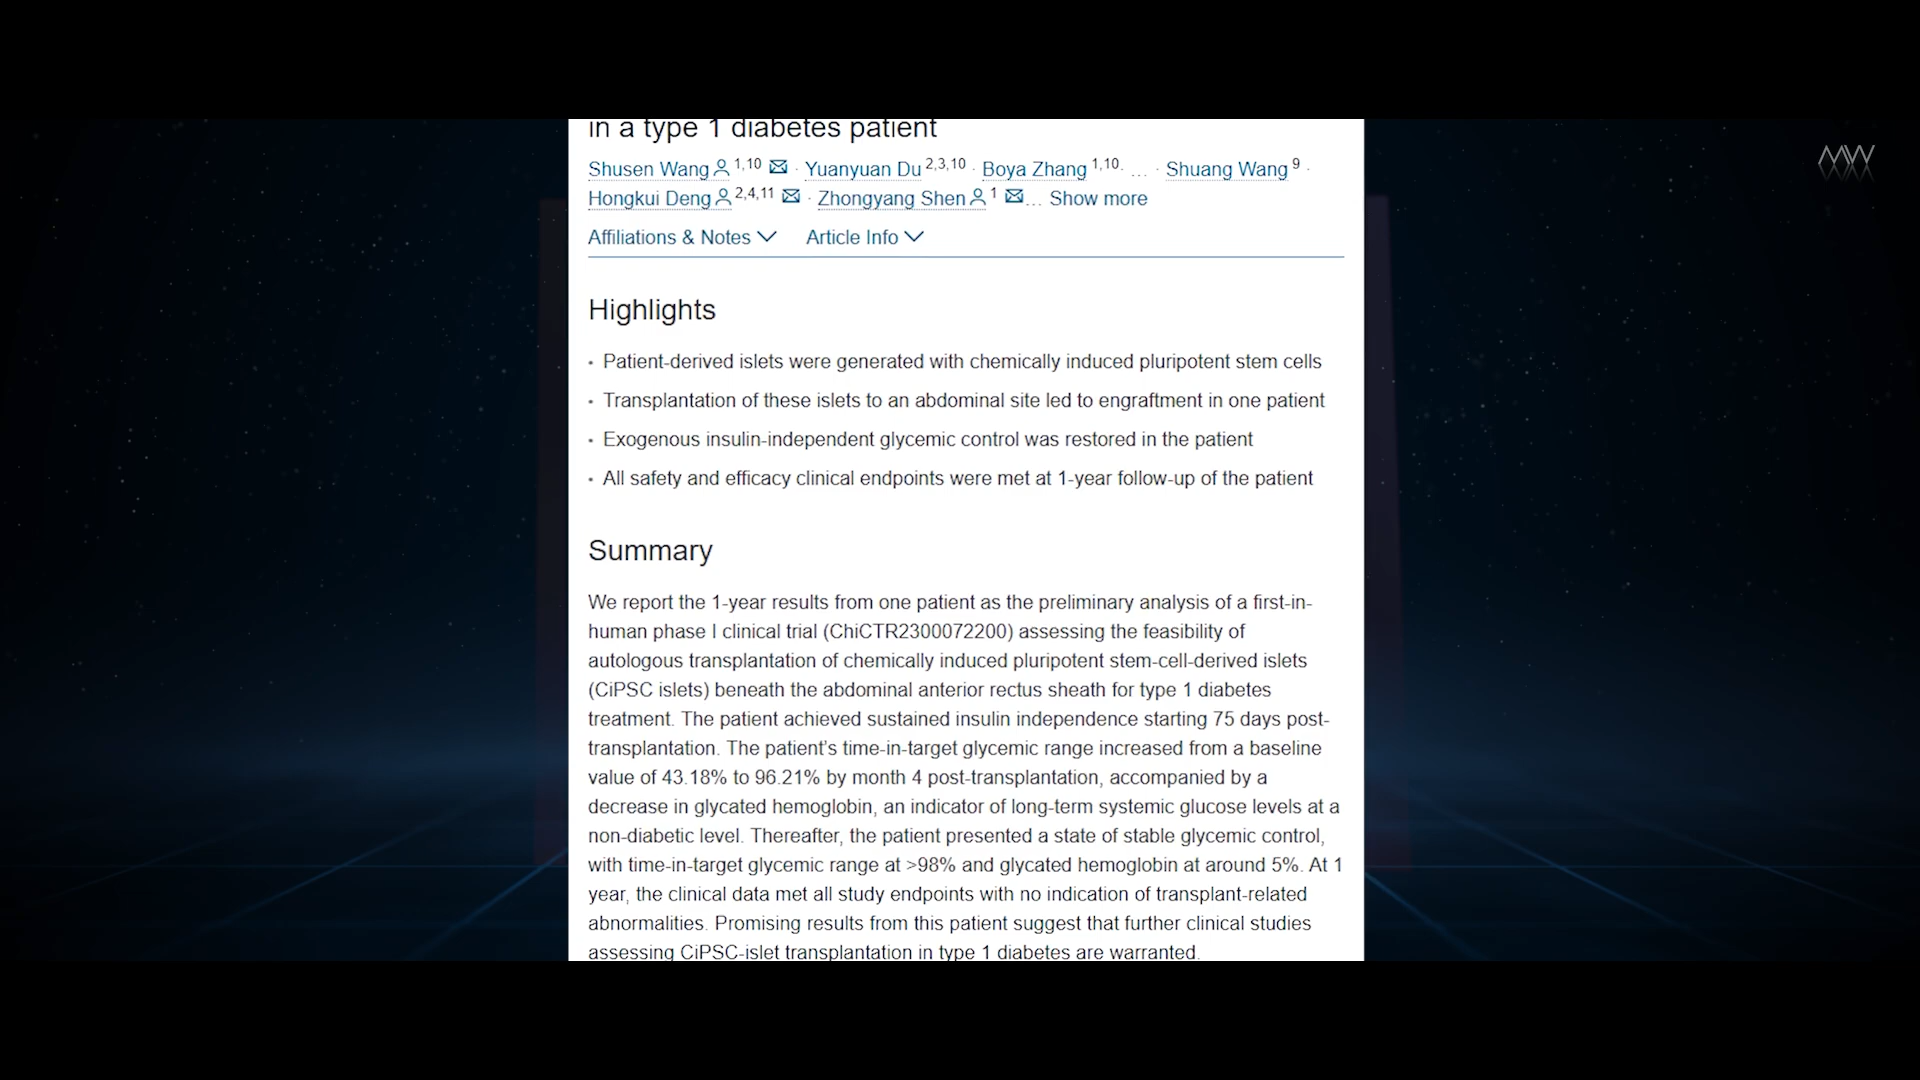 in a type 1 diabetes patient
MW
Shusen Wang 1,10 · Yuanyuan Du 2,3,10 · Boya Zhang 1,10. ... · Shuang Wang 9 ·
Hongkui Deng 2,4,11 · Zhongyang Shen 1 ... Show more
Affiliations & Notes Article Info
Highlights
• Patient-derived islets were generated with chemically induced pluripotent stem cells
• Transplantation of these islets to an abdominal site led to engraftment in one patient
• Exogenous insulin-independent glycemic control was restored in the patient
• All safety and efficacy clinical endpoints were met at 1-year follow-up of the patient
Summary
We report the 1-year results from one patient as the preliminary analysis of a first-in-
human phase I clinical trial (ChiCTR2300072200) assessing the feasibility of
autologous transplantation of chemically induced pluripotent stem-cell-derived islets
(CiPSC islets) beneath the abdominal anterior rectus sheath for type 1 diabetes
treatment. The patient achieved sustained insulin independence starting 75 days post-
transplantation. The patient's time-in-target glycemic range increased from a baseline
value of 43.18% to 96.21% by month 4 post-transplantation, accompanied by a
decrease in glycated hemoglobin, an indicator of long-term systemic glucose levels at a
non-diabetic level. Thereafter, the patient presented a state of stable glycemic control,
with time-in-target glycemic range at >98% and glycated hemoglobin at around 5%. At 1
year, the clinical data met all study endpoints with no indication of transplant-related
abnormalities. Promising results from this patient suggest that further clinical studies
assessing CiPSC-islet transplantation in type 1 diabetes are warranted.